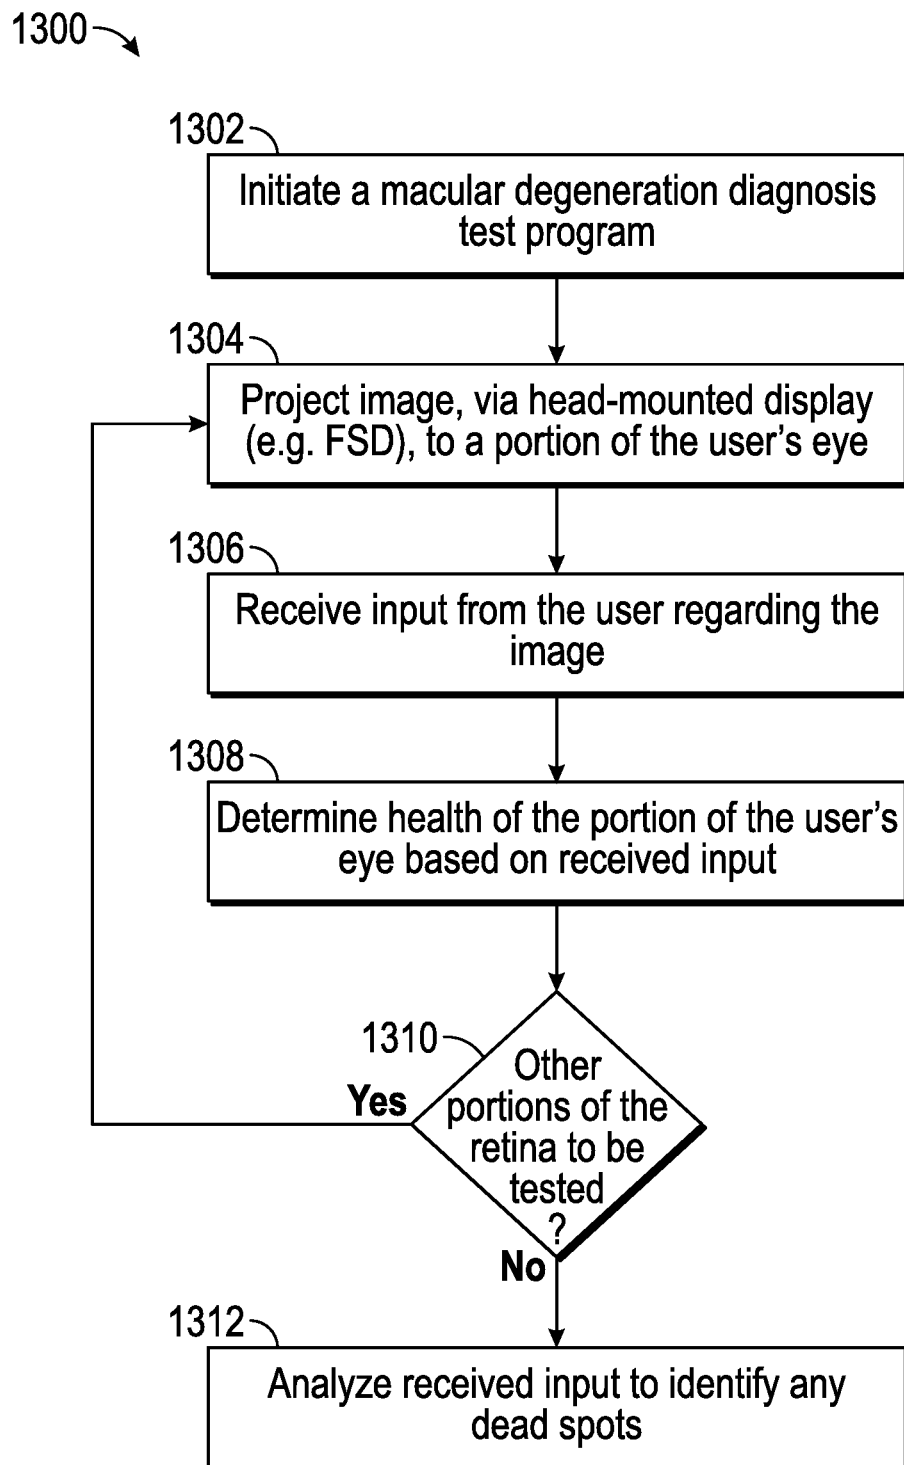 1300
1302
Initiate a macular degeneration diagnosis
test program
1304
Project image, via head-mounted display
(e.g. FSD), to a portion of the user's eye
1306
Receive input from the user regarding the
image
1308
Determine health of the portion of the user's
eye based on received input
1310
Other
portions of the
retina to be
tested
?
Yes
No
1312
Analyze received input to identify any
dead spots